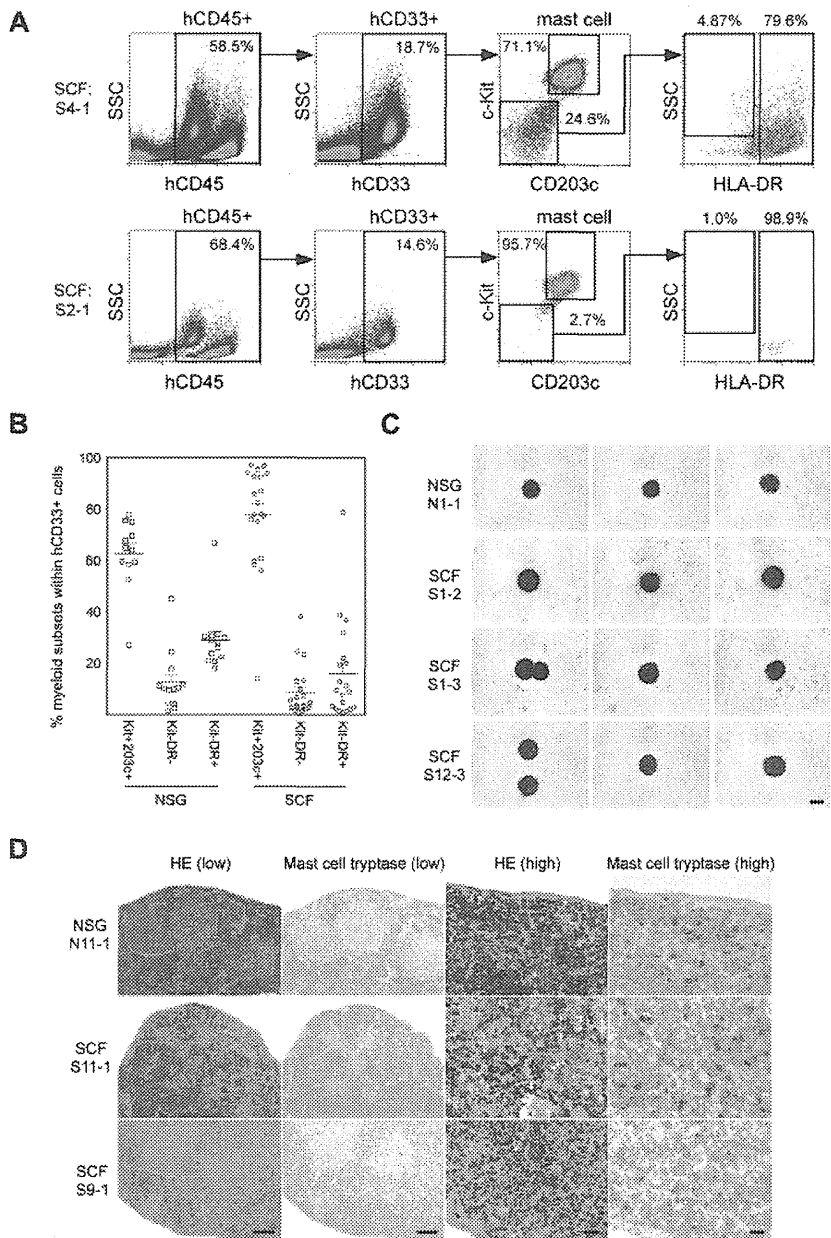 A
hCD45+
hCD33+
mast cell
4.87% 79.6%
58.5%
18.7%
71.1%
24.6%
SCF:
S4-1
SSC
SSC
c-Kit
SSC
hCD45
hCD33
CD203c
HLA-DR
hCD45+
hCD33+
mast cell
1.0% 98.9%
68.4%
14.6%
95.7%
2.7%
SCF:
S2-1
SSC
SSC
c-Kit
SSC
hCD45
hCD33
CD203c
HLA-DR
B
% myeloid subsets within hCD33+ cells
100
80
60
40
20
Kit+203c+
Kit-DR-
Kit-DR+
Kit+203c+
Kit-DR-
Kit-DR+
NSG
SCF
C
NSG
N1-1
SCF
S1-2
SCF
S1-3
SCF
S12-3
D
HE (low)
Mast cell tryptase (low)
HE (high)
Mast cell tryptase (high)
NSG
N11-1
SCF
S11-1
SCF
S9-1